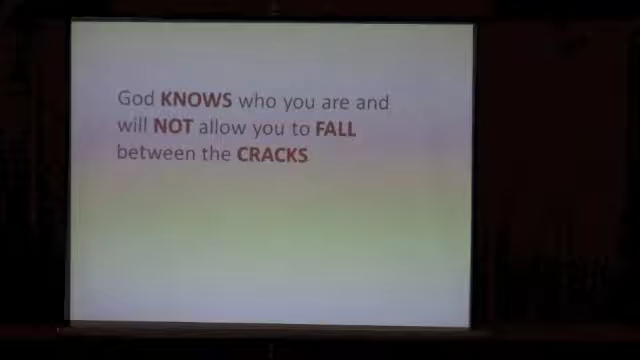 God KNOWS who you are and
will NOT allow you to FALL
between the CRACKS